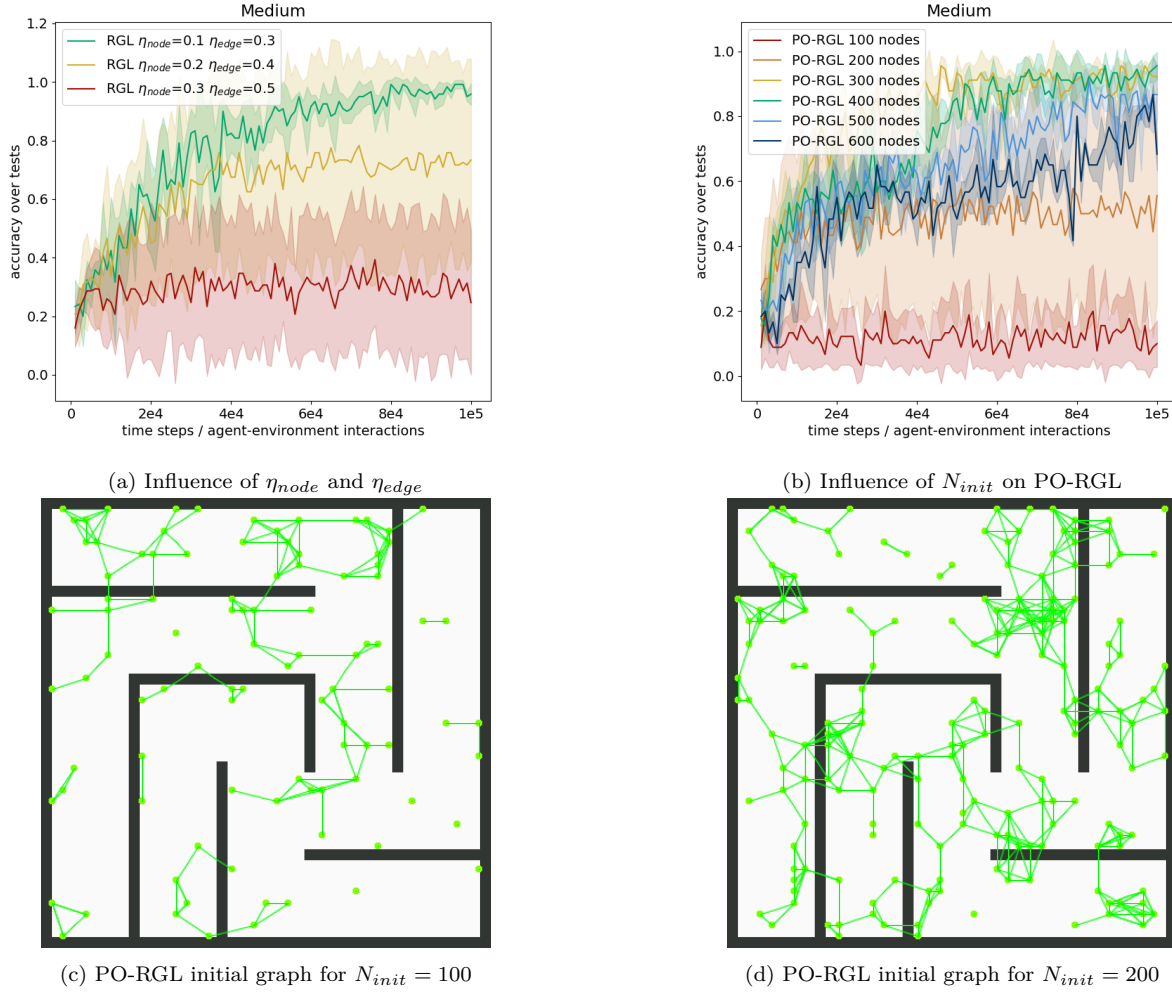 Medium
1.2
1.0
0.8
0.6
0.4
0.2
0.0
accuracy over tests
RGL η_node=0.1 η_edge=0.3
RGL η_node=0.2 η_edge=0.4
RGL η_node=0.3 η_edge=0.5
0 2e4 4e4 6e4 8e4 1e5
time steps / agent-environment interactions
(a) Influence of η_node and η_edge
Medium
1.0
0.8
0.6
0.4
0.2
0.0
accuracy over tests
PO-RGL 100 nodes
PO-RGL 200 nodes
PO-RGL 300 nodes
PO-RGL 400 nodes
PO-RGL 500 nodes
PO-RGL 600 nodes
0 2e4 4e4 6e4 8e4 1e5
time steps / agent-environment interactions
(b) Influence of N_init on PO-RGL
(c) PO-RGL initial graph for N_init = 100
(d) PO-RGL initial graph for N_init = 200